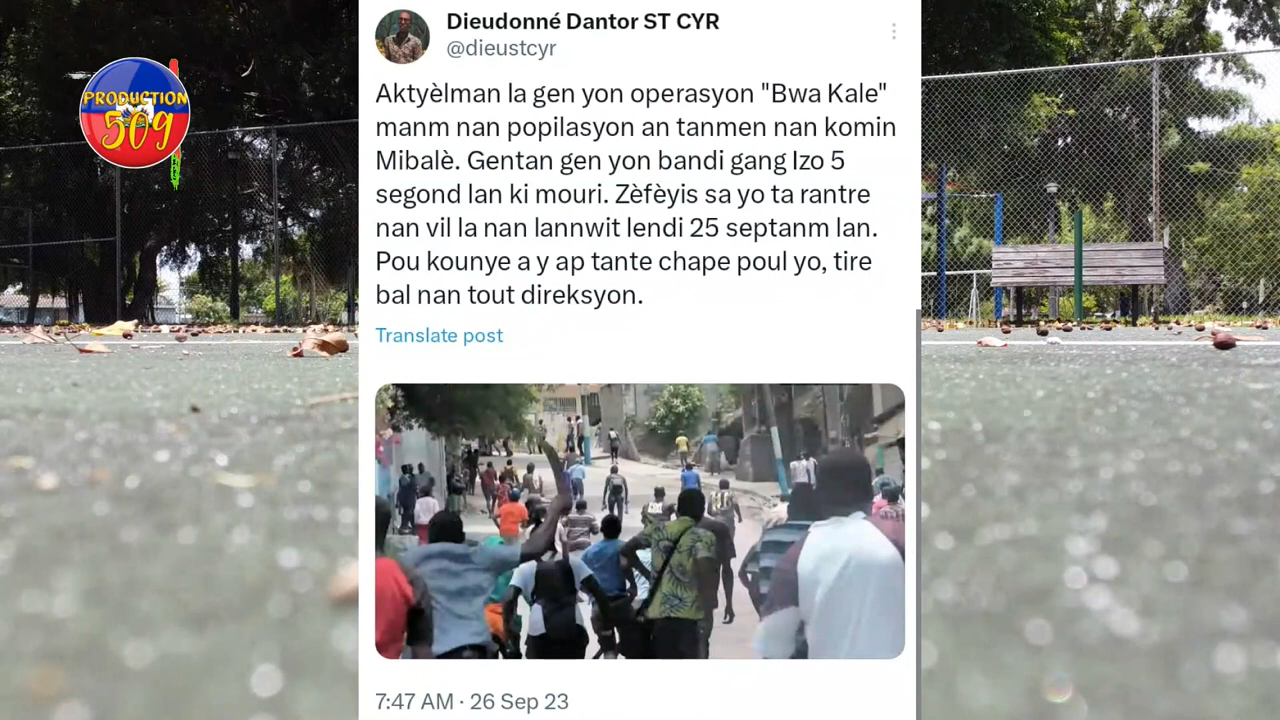 PRODUCTION
509
Dieudonné Dantor ST CYR
@dieustcyr
Aktyèlman la gen yon operasyon "Bwa Kale"
manm nan popilasyon an tanmen nan komin
Mibalè. Gentan gen yon bandi gang Izo 5
segond lan ki mouri. Zèfèyis sa yo ta rantre
nan vil la nan lannwit lendi 25 septanm lan.
Pou kounye a y ap tante chape poul yo, tire
bal nan tout direksyon.
Translate post
7:47 AM · 26 Sep 23